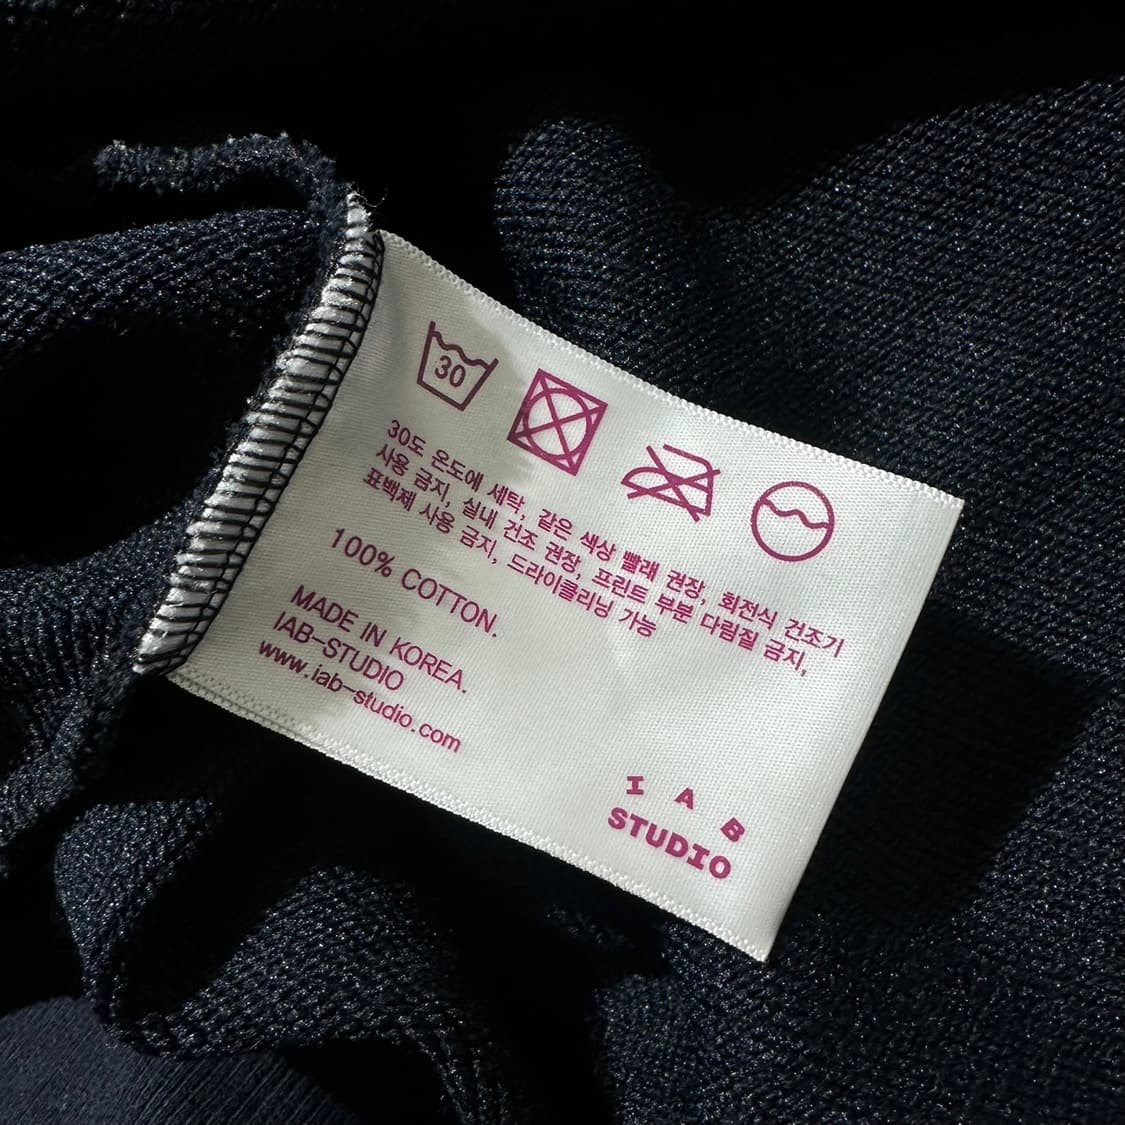 30
30도 온도에 세탁, 같은 색상 빨래 권장, 회전식 건조기
사용 금지, 실내 건조 권장, 프린트 부분 다림질 금지,
표백제 사용 금지, 드라이클리닝 가능
100% COTTON.
MADE IN KOREA.
IAB-STUDIO
www.iab-studio.com
I A B
STUDIO